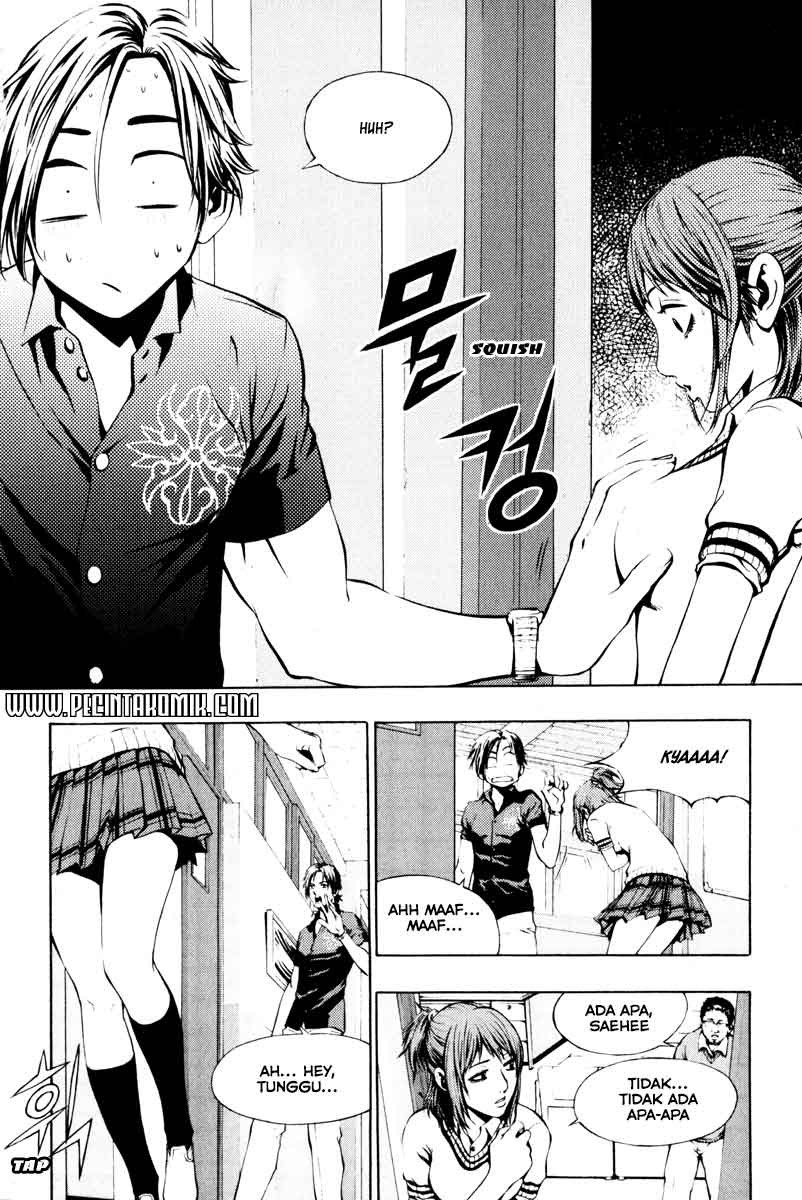 HUH?
물컹
SQUISH
WWW.PECINTAKOMIK.COM
KYAAAA!
AHH MAAF...
MAAF...
ADA APA,
SAEHEE
TIDAK...
TIDAK ADA
APA-APA
AH... HEY,
TUNGGU...
휙
TAP